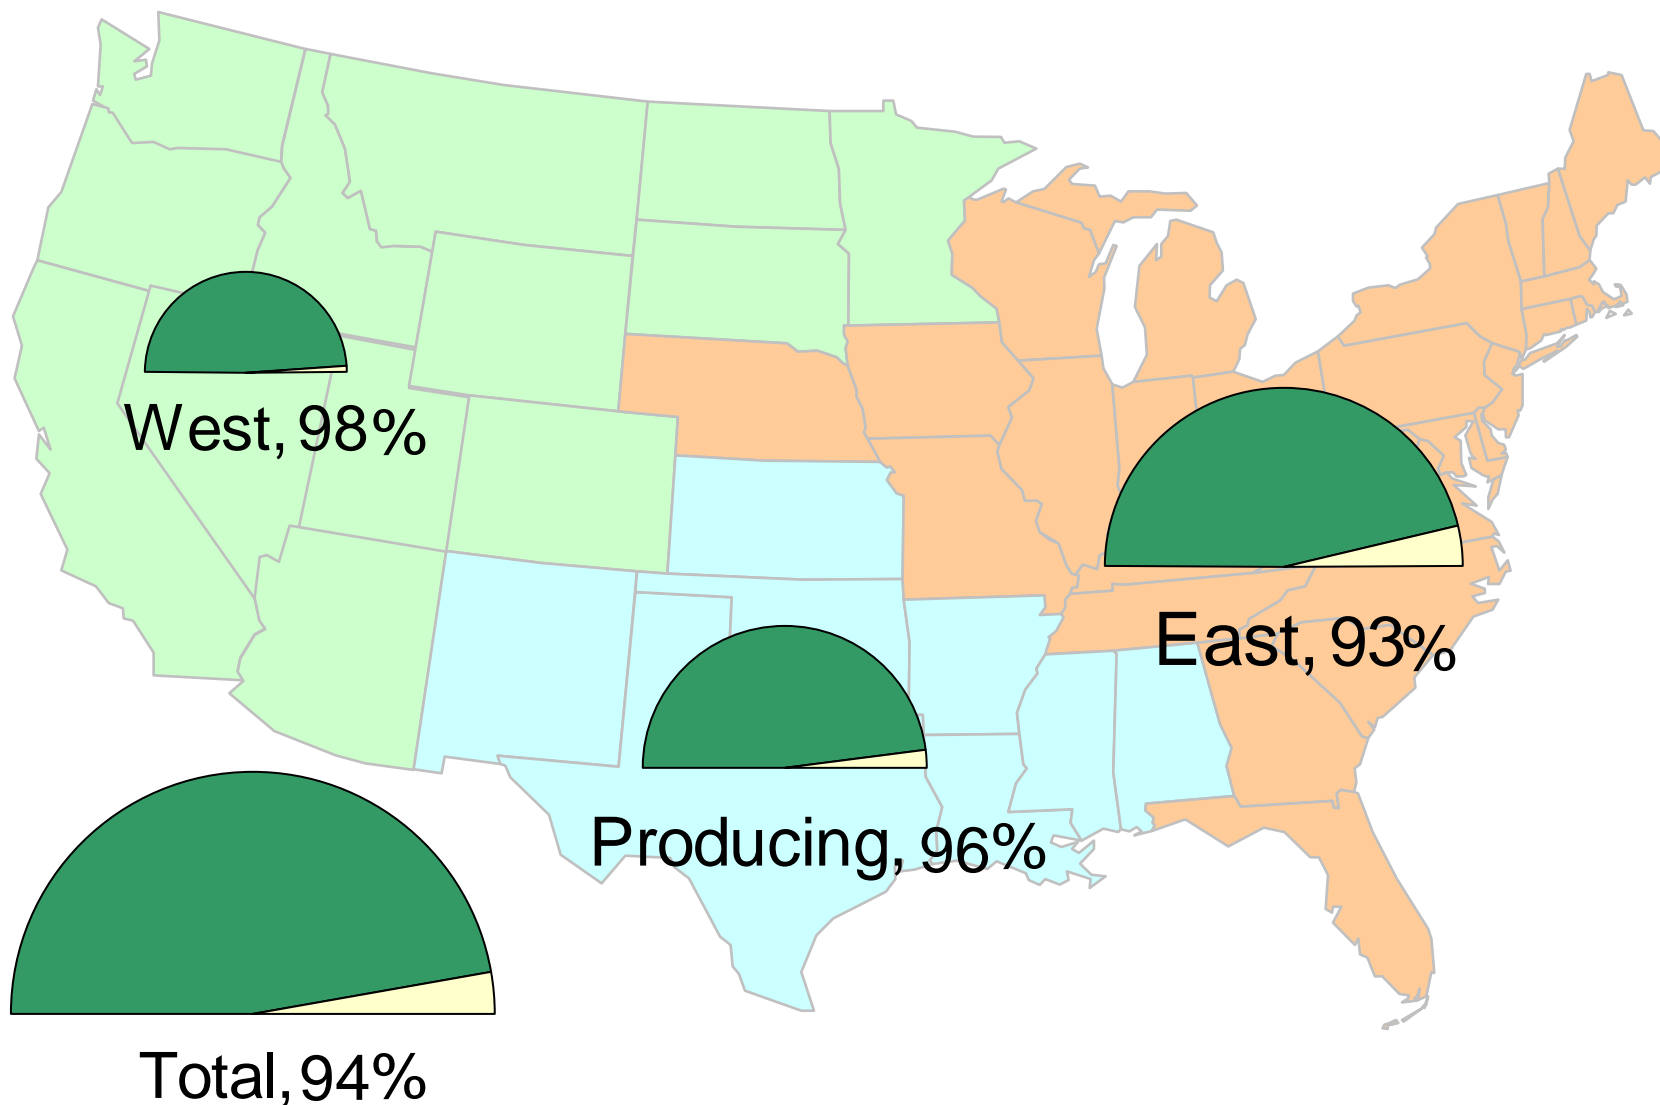 West, 98%
East, 93%
Producing, 96%
Total, 94%